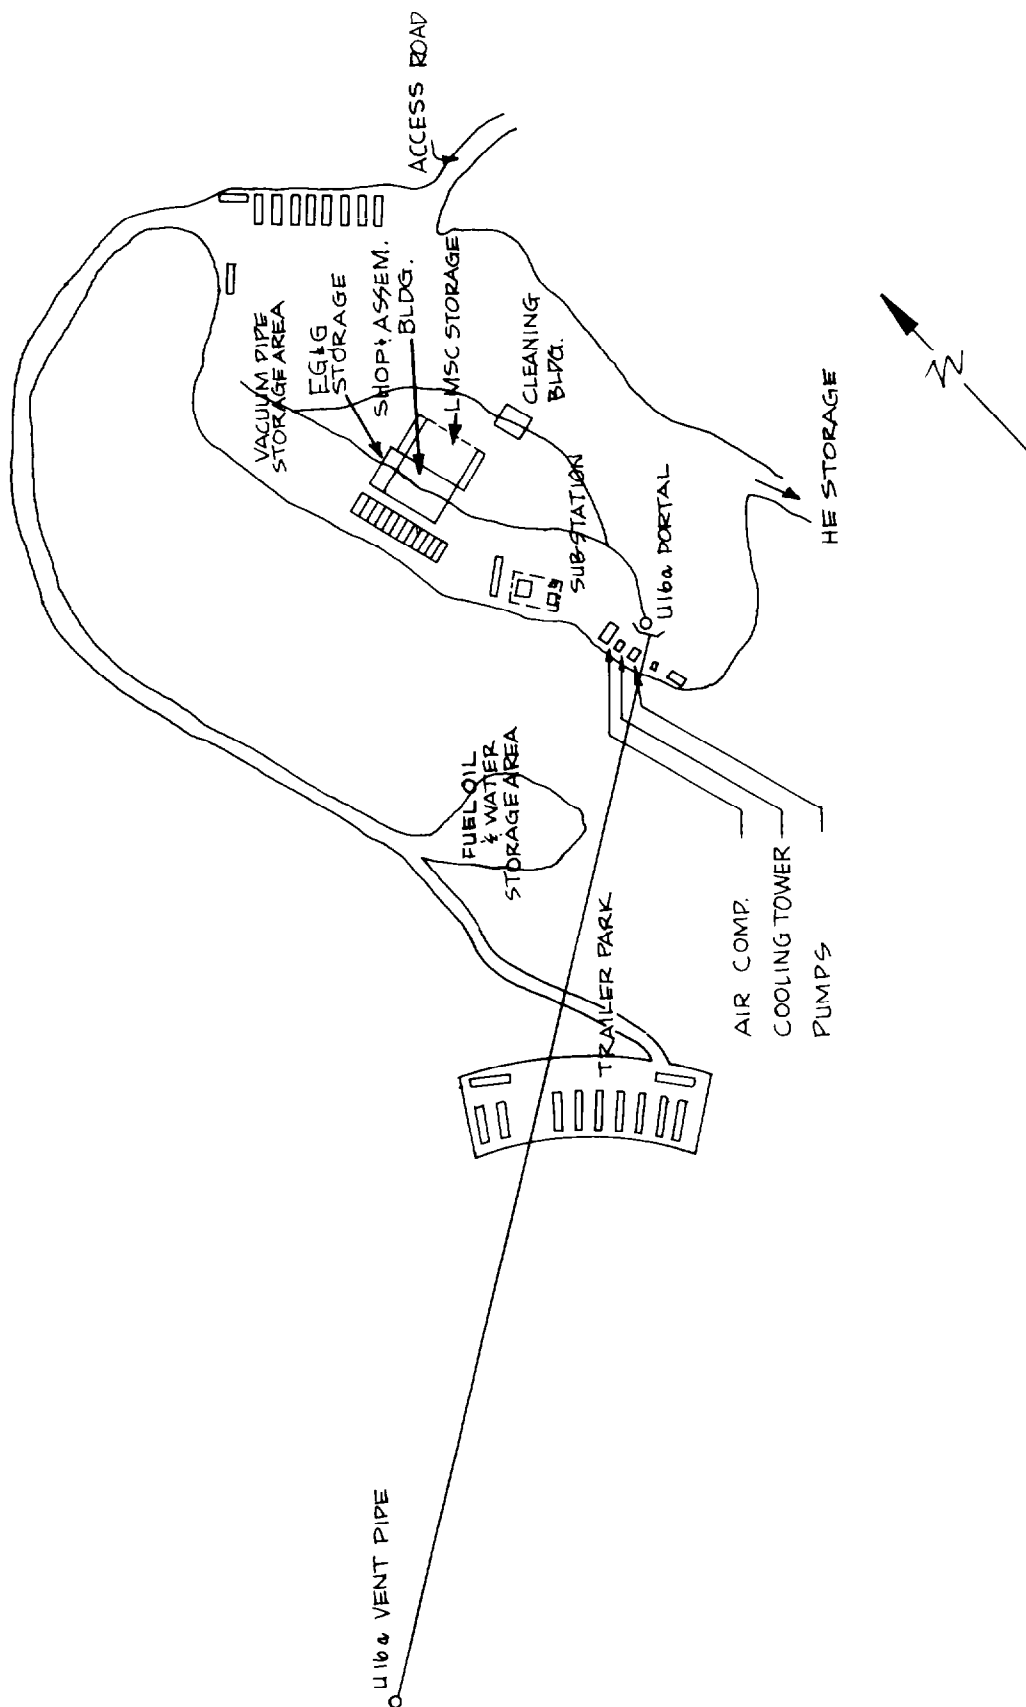 ACCESS ROAD
VACUUM PIPE
STORAGE AREA
EG&G
STORAGE
SHOP & ASSEM.
BLDG.
LMSC STORAGE
CLEANING
BLDG.
SUBSTATION
U16a PORTAL
HE STORAGE
N
FUEL OIL
& WATER
STORAGE AREA
TRAILER PARK
AIR COMP.
COOLING TOWER
PUMPS
U16a VENT PIPE